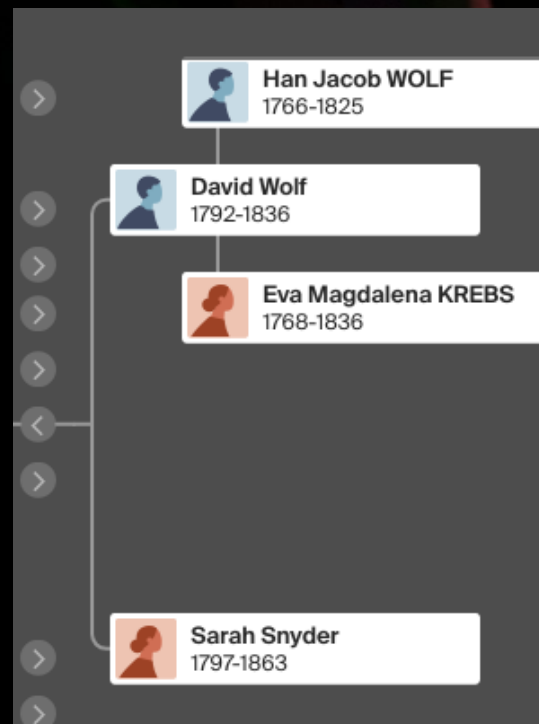 Han Jacob WOLF
1766-1825
David Wolf
1792-1836
Eva Magdalena KREBS
1768-1836
Sarah Snyder
1797-1863